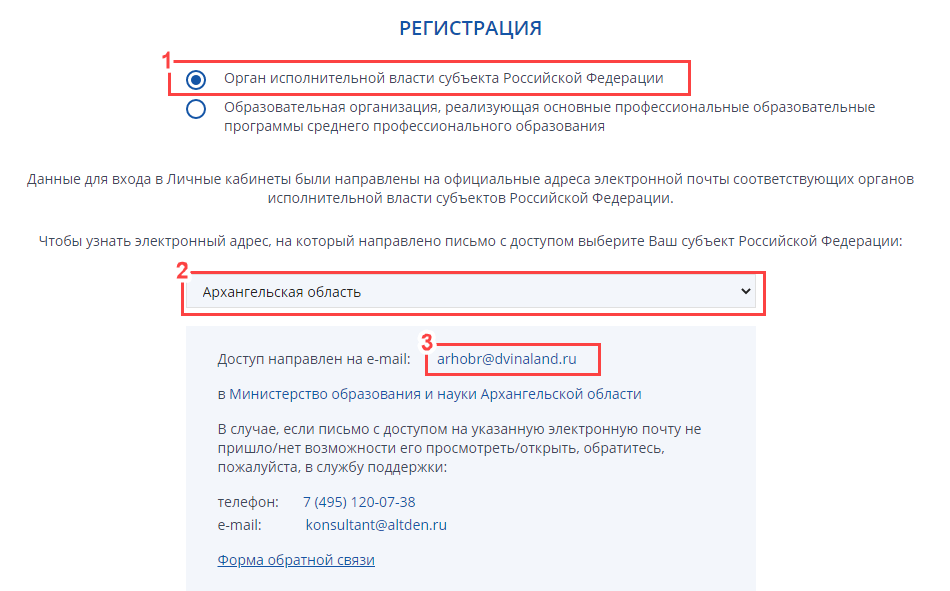 РЕГИСТРАЦИЯ
1
Орган исполнительной власти субъекта Российской Федерации
Образовательная организация, реализующая основные профессиональные образовательные
программы среднего профессионального образования
Данные для входа в Личные кабинеты были направлены на официальные адреса электронной почты соответствующих органов
исполнительной власти субъектов Российской Федерации.
Чтобы узнать электронный адрес, на который направлено письмо с доступом выберите Ваш субъект Российской Федерации:
2
Архангельская область
3
Доступ направлен на e-mail: arhobr@dvinaland.ru
в Министерство образования и науки Архангельской области
В случае, если письмо с доступом на указанную электронную почту не
пришло/нет возможности его просмотреть/открыть, обратитесь,
пожалуйста, в службу поддержки:
телефон: 7 (495) 120-07-38
e-mail: konsultant@altden.ru
Форма обратной связи